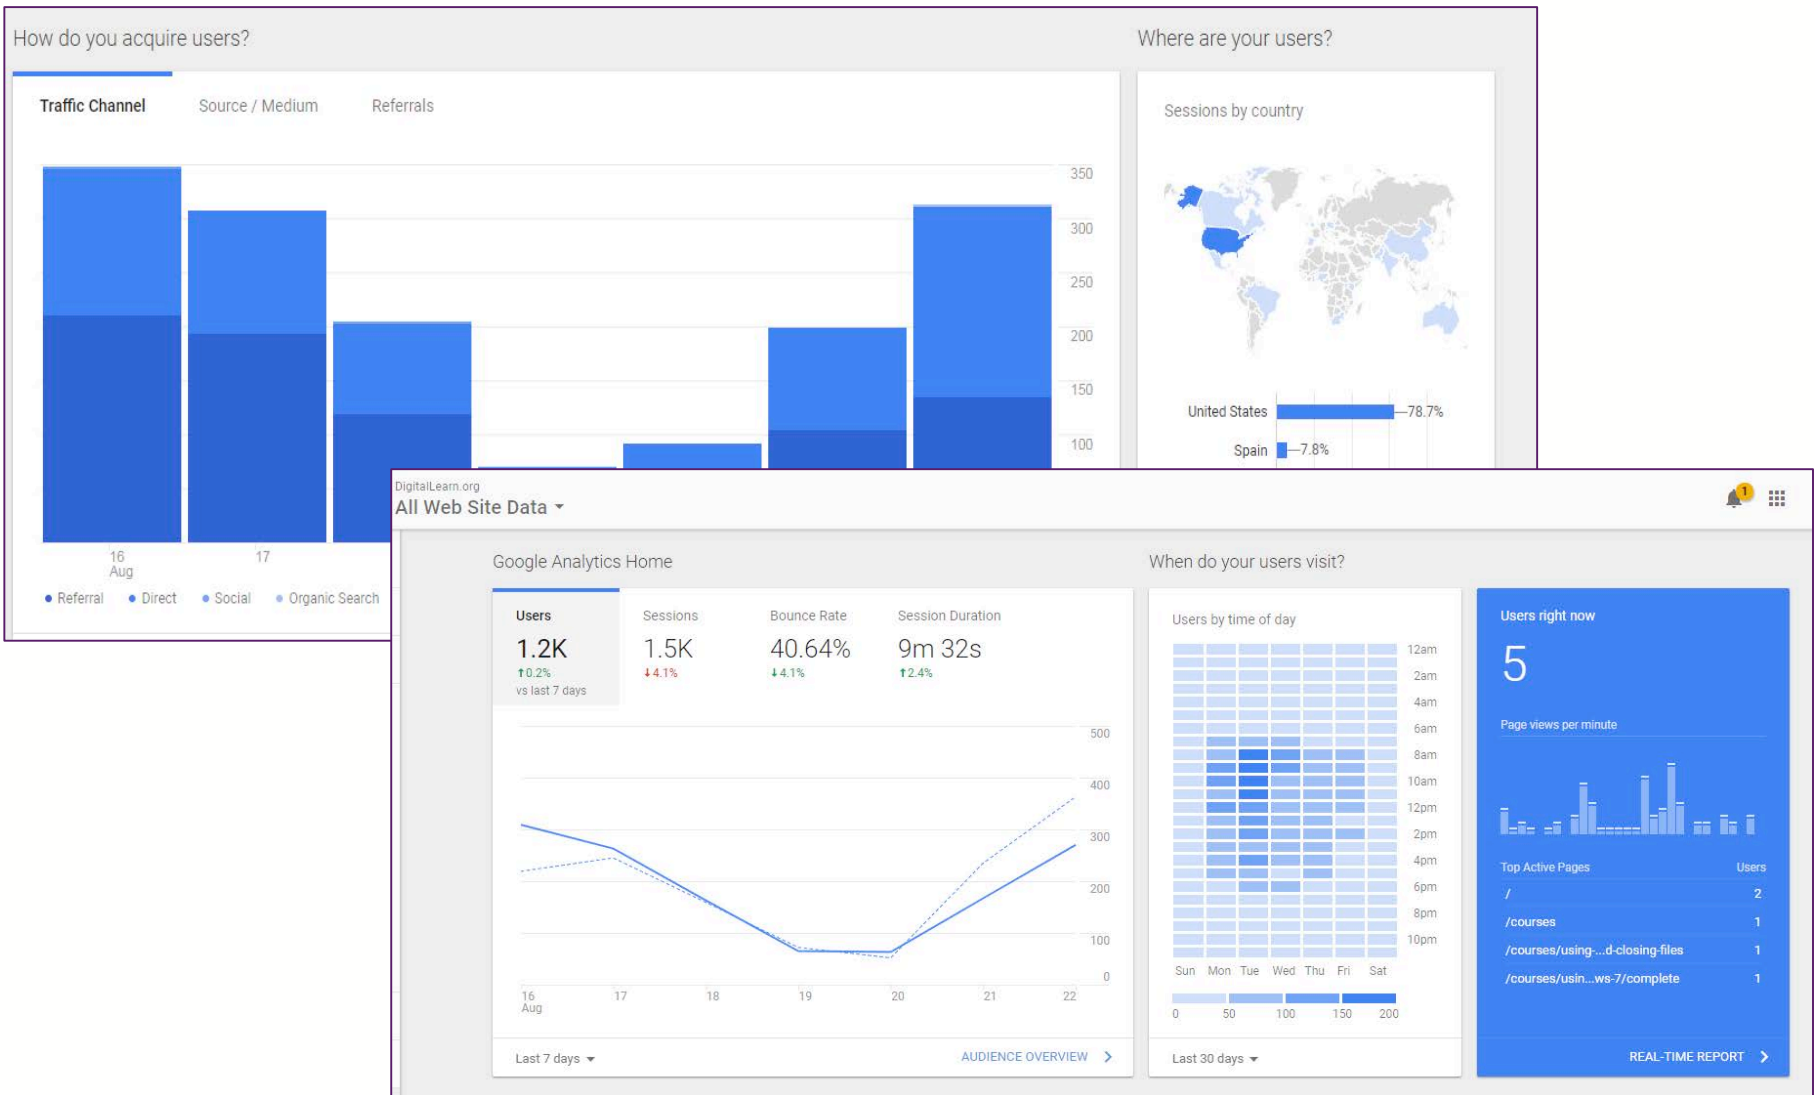 How do you acquire users?
Where are your users?
Traffic Channel Source / Medium Referrals
Sessions by country
350
300
250
200
150
100
United States 78.7%
Spain 7.8%
16
Aug
17
Referral Direct Social Organic Search
DigitalLearn.org
All Web Site Data
1
Google Analytics Home
When do your users visit?
Users Sessions Bounce Rate Session Duration
1.2K 1.5K 40.64% 9m 32s
↑0.2% ↓4.1% ↓4.1% ↑2.4%
vs last 7 days
500
400
300
200
100
0
16 17 18 19 20 21 22
Aug
Last 7 days
AUDIENCE OVERVIEW
Users by time of day
12am
2am
4am
6am
8am
10am
12pm
2pm
4pm
6pm
8pm
10pm
Sun Mon Tue Wed Thu Fri Sat
0 50 100 150 200
Last 30 days
Users right now
5
Page views per minute
Top Active Pages Users
/ 2
/courses 1
/courses/using-...d-closing-files 1
/courses/usin...ws-7/complete 1
REAL-TIME REPORT